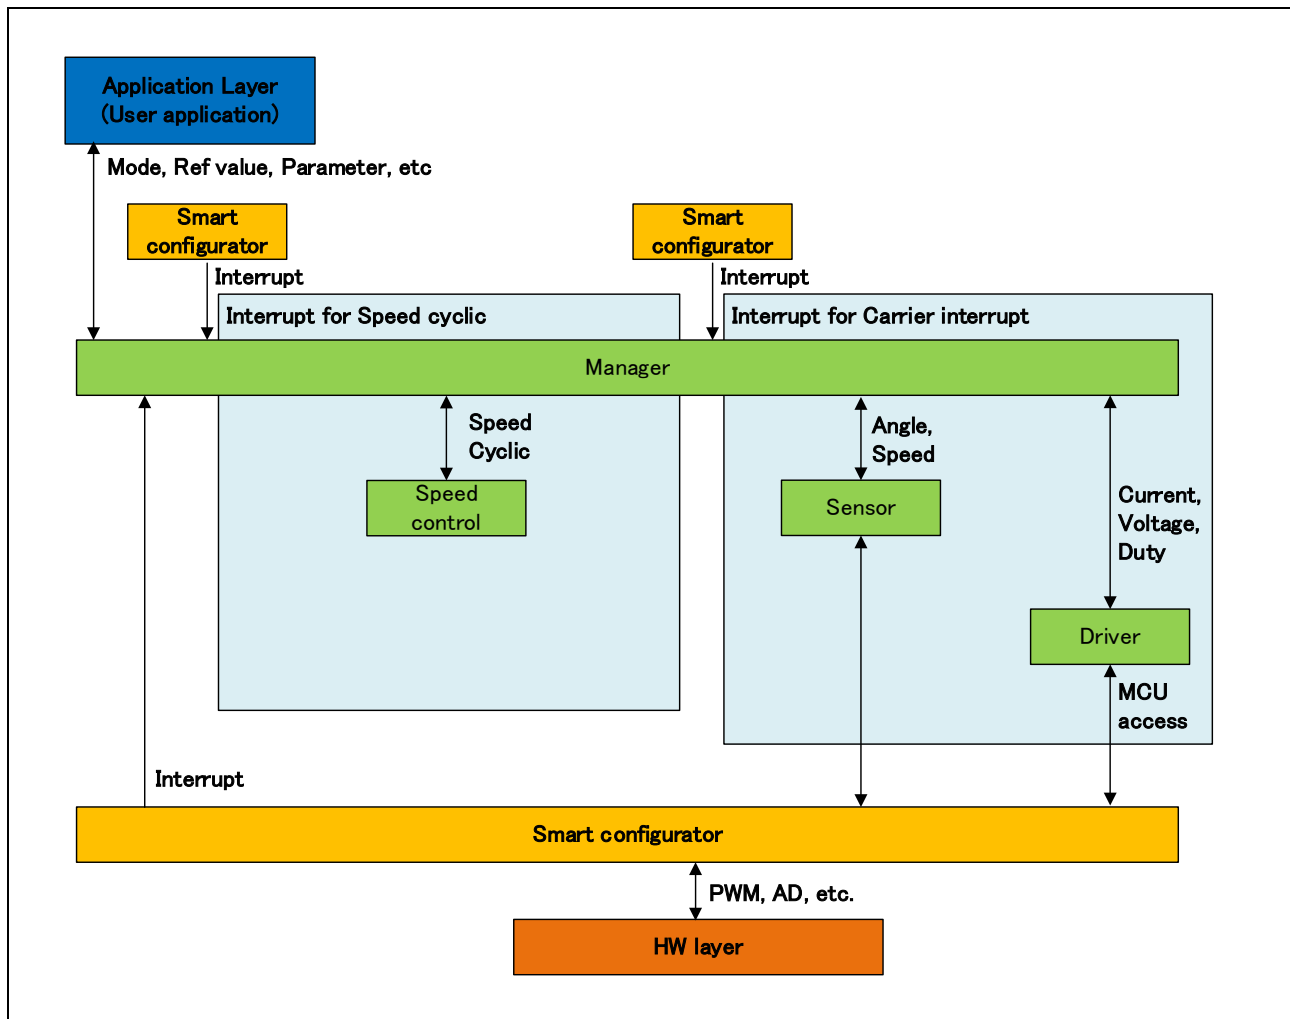 Application Layer
(User application)
Mode, Ref value, Parameter, etc
Smart
configurator
Smart
configurator
Interrupt
Interrupt
Interrupt for Speed cyclic
Interrupt for Carrier interrupt
Manager
Speed
Cyclic
Angle,
Speed
Speed
control
Sensor
Current,
Voltage,
Duty
Driver
MCU
access
Interrupt
Smart configurator
PWM, AD, etc.
HW layer